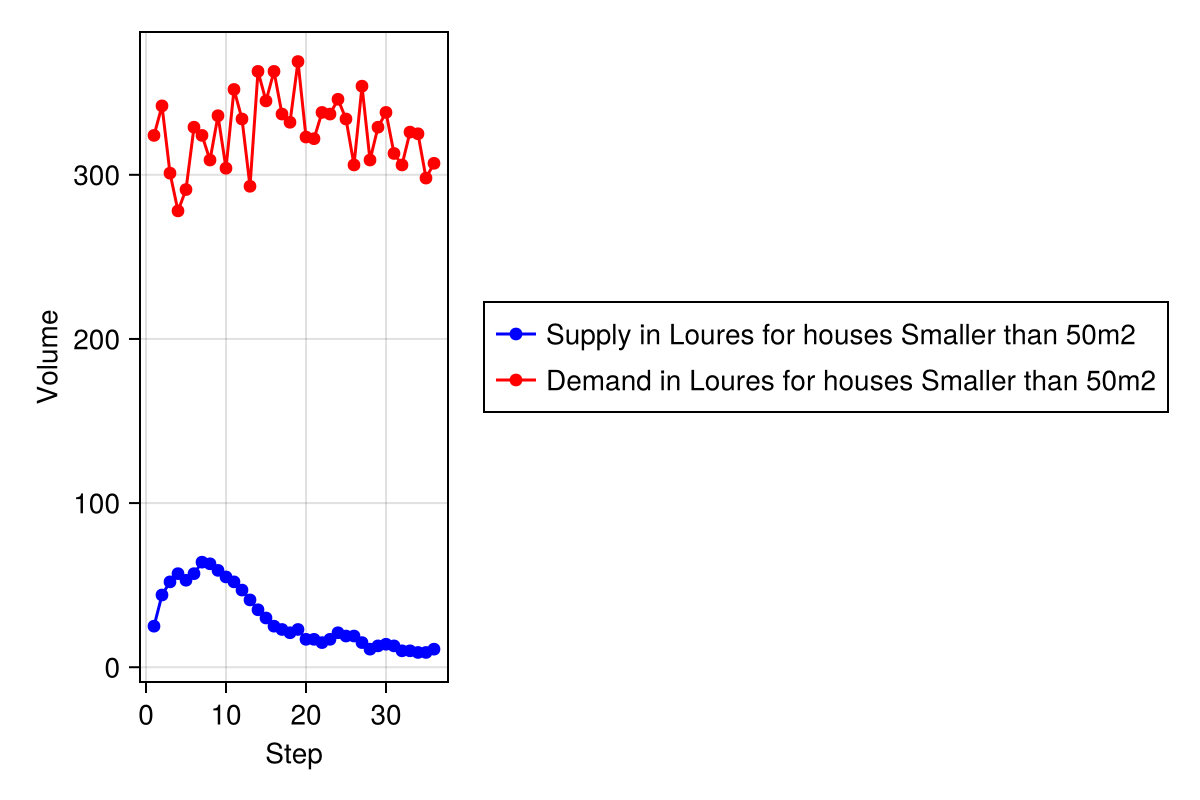 Volume
300
200
100
0
0 10 20 30
Step
Supply in Loures for houses Smaller than 50m2
Demand in Loures for houses Smaller than 50m2